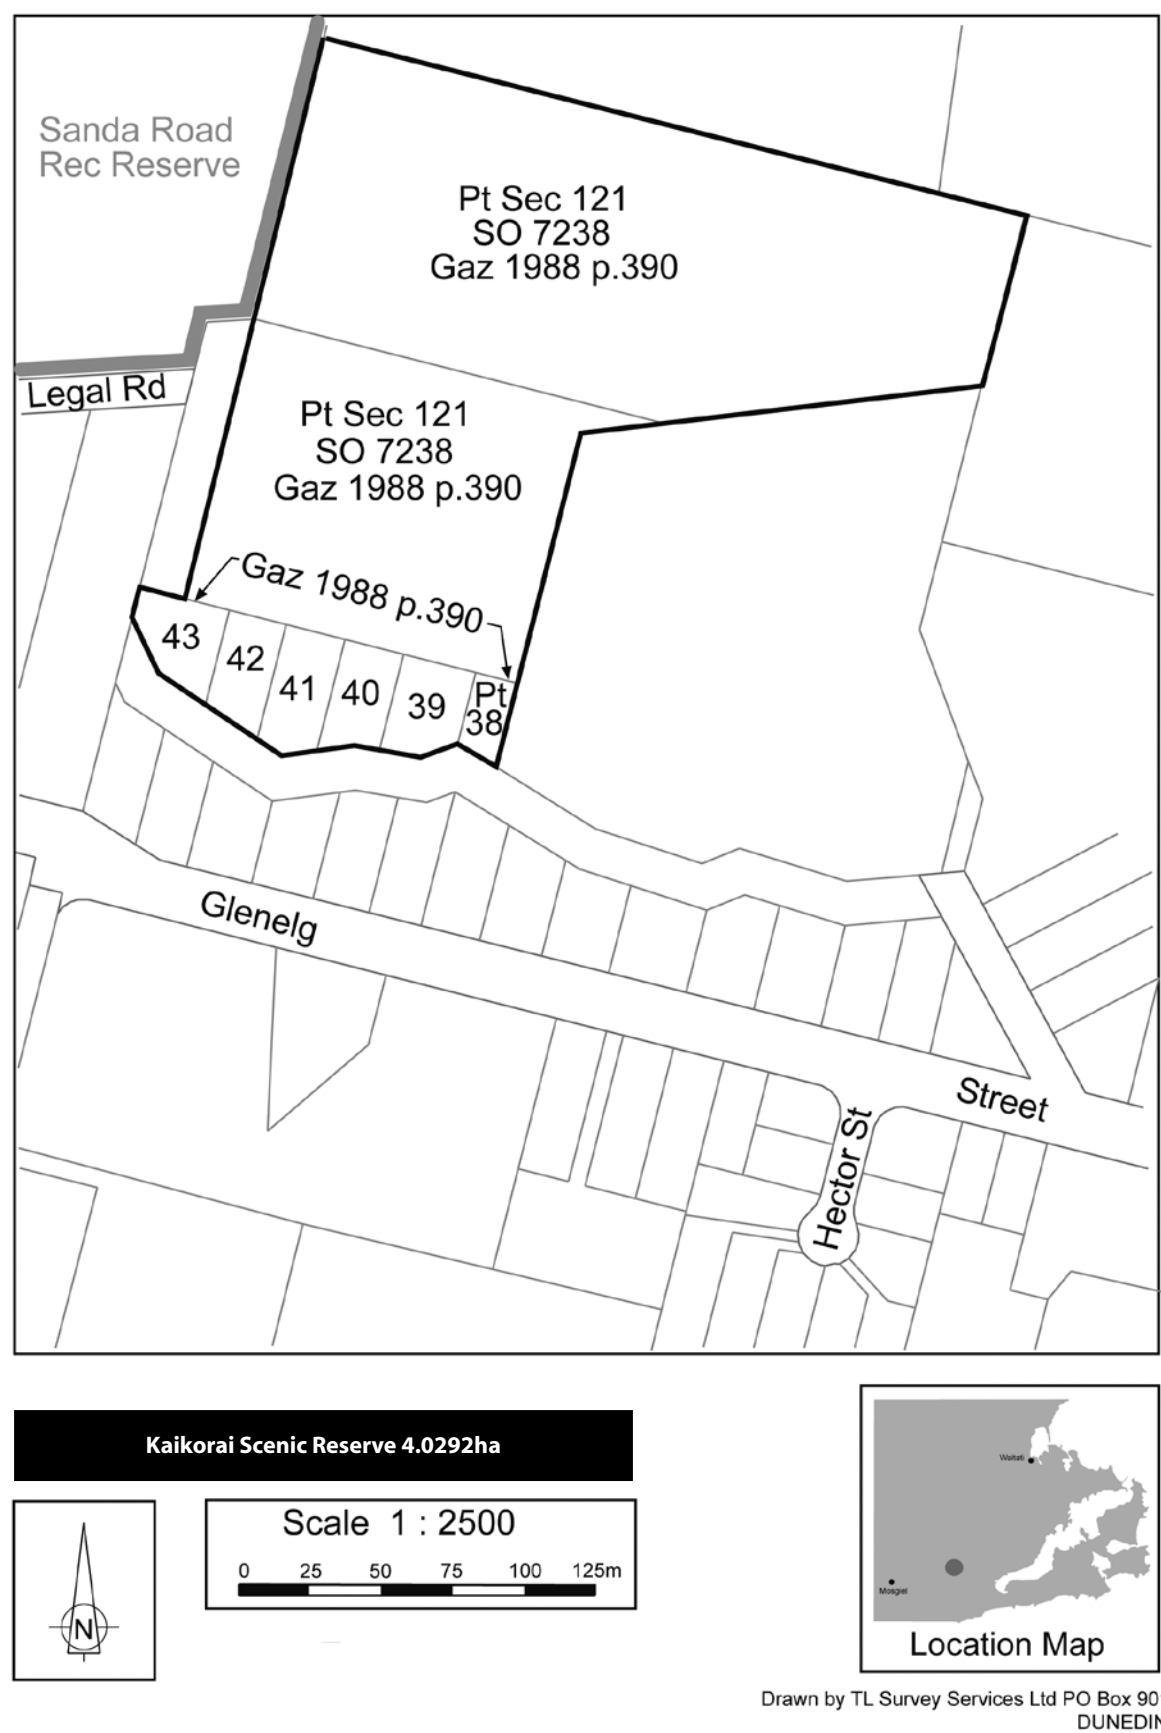 Sanda Road
Rec Reserve
Pt Sec 121
SO 7238
Gaz 1988 p.390
Legal Rd
Pt Sec 121
SO 7238
Gaz 1988 p.390
Gaz 1988 p.390
43
42
41
40
39
Pt
38
Glenelg
Street
Hector St
Kaikorai Scenic Reserve 4.0292ha
Scale 1 : 2500
0 25 50 75 100 125m
N
Waitati
Mosgiel
Location Map
Drawn by TL Survey Services Ltd PO Box 90
DUNEDIN